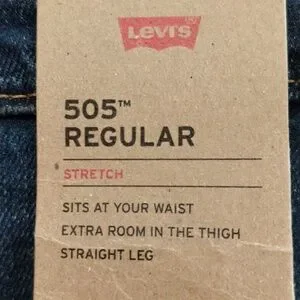 Levi's
505™
REGULAR
STRETCH
SITS AT YOUR WAIST
EXTRA ROOM IN THE THIGH
STRAIGHT LEG